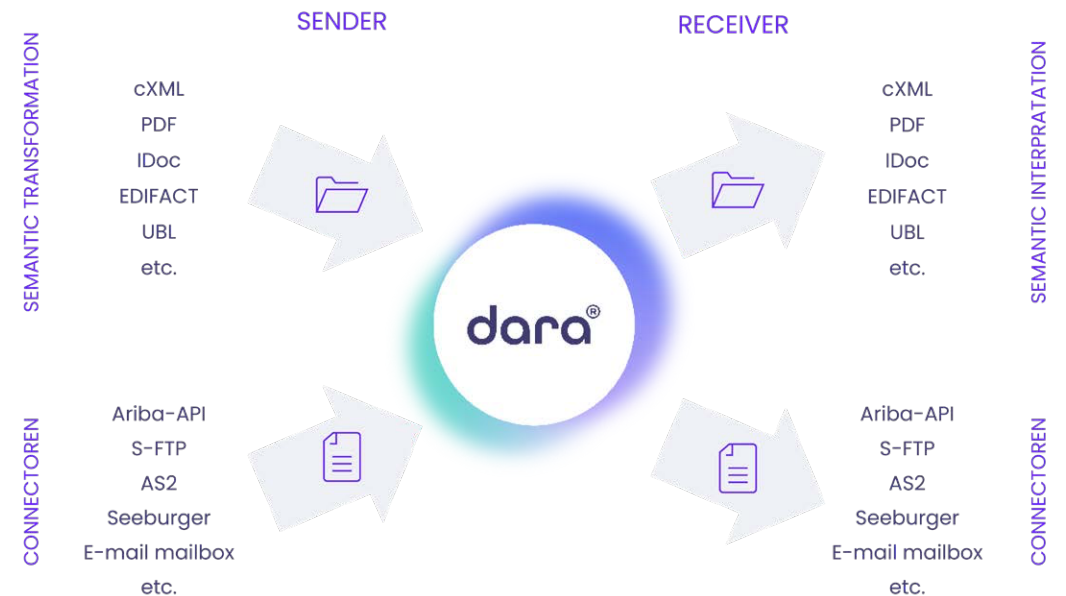 SENDER
RECEIVER
SEMANTIC TRANSFORMATION
cXML
PDF
IDoc
EDIFACT
UBL
etc.
cXML
PDF
IDoc
EDIFACT
UBL
etc.
SEMANTIC INTERPRATATION
dara®
CONNECTOREN
Ariba-API
S-FTP
AS2
Seeburger
E-mail mailbox
etc.
Ariba-API
S-FTP
AS2
Seeburger
E-mail mailbox
etc.
CONNECTOREN